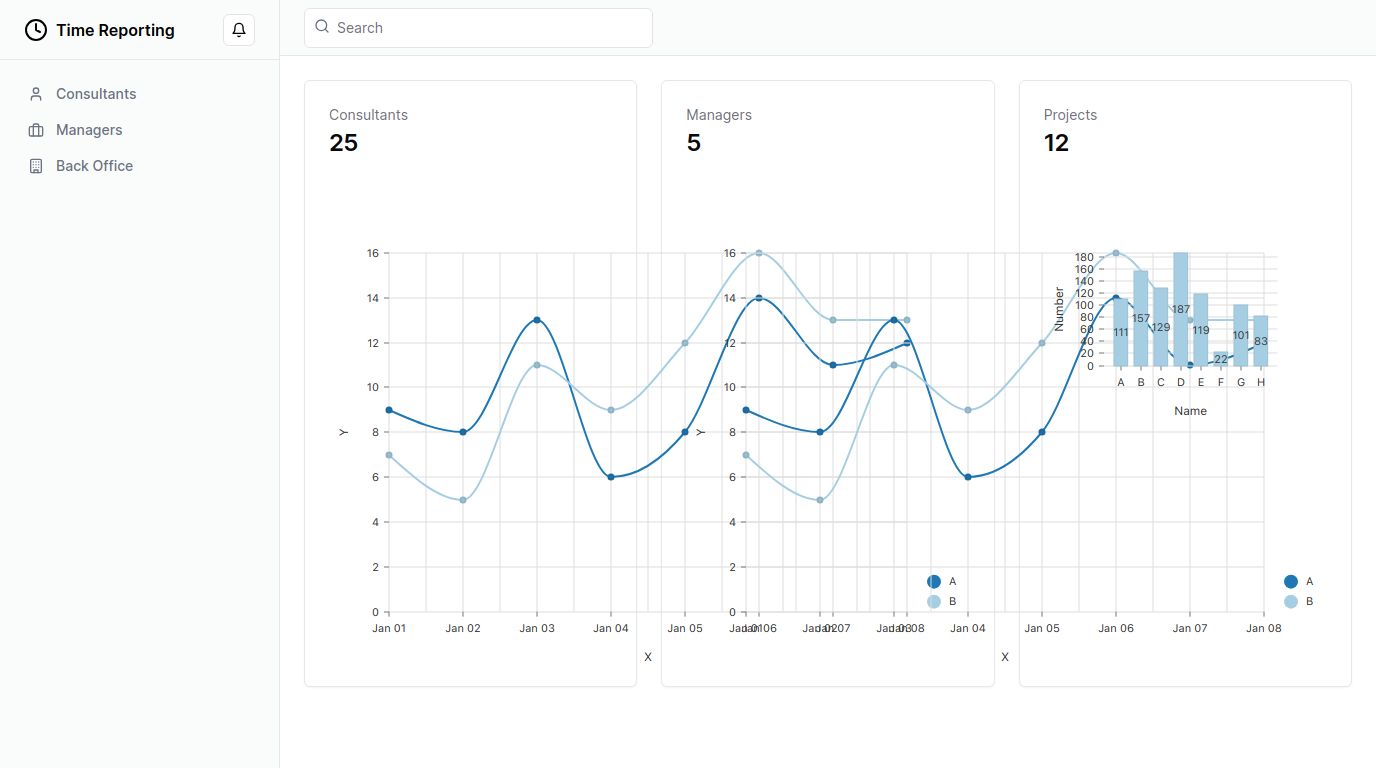 Time Reporting
Search
Consultants
Managers
Back Office
Consultants
25
Managers
5
Projects
12
16
14
12
10
8
6
4
2
0
Y
Jan 01
Jan 02
Jan 03
Jan 04
Jan 05
Jan 06
Jan 07
Jan 08
X
A
B
16
14
12
10
8
6
4
2
0
Y
Jan 01
Jan 02
Jan 03
Jan 04
Jan 05
Jan 06
Jan 07
Jan 08
X
A
B
180
160
140
120
100
80
60
40
20
0
Number
111
157
129
187
119
22
101
83
A B C D E F G H
Name